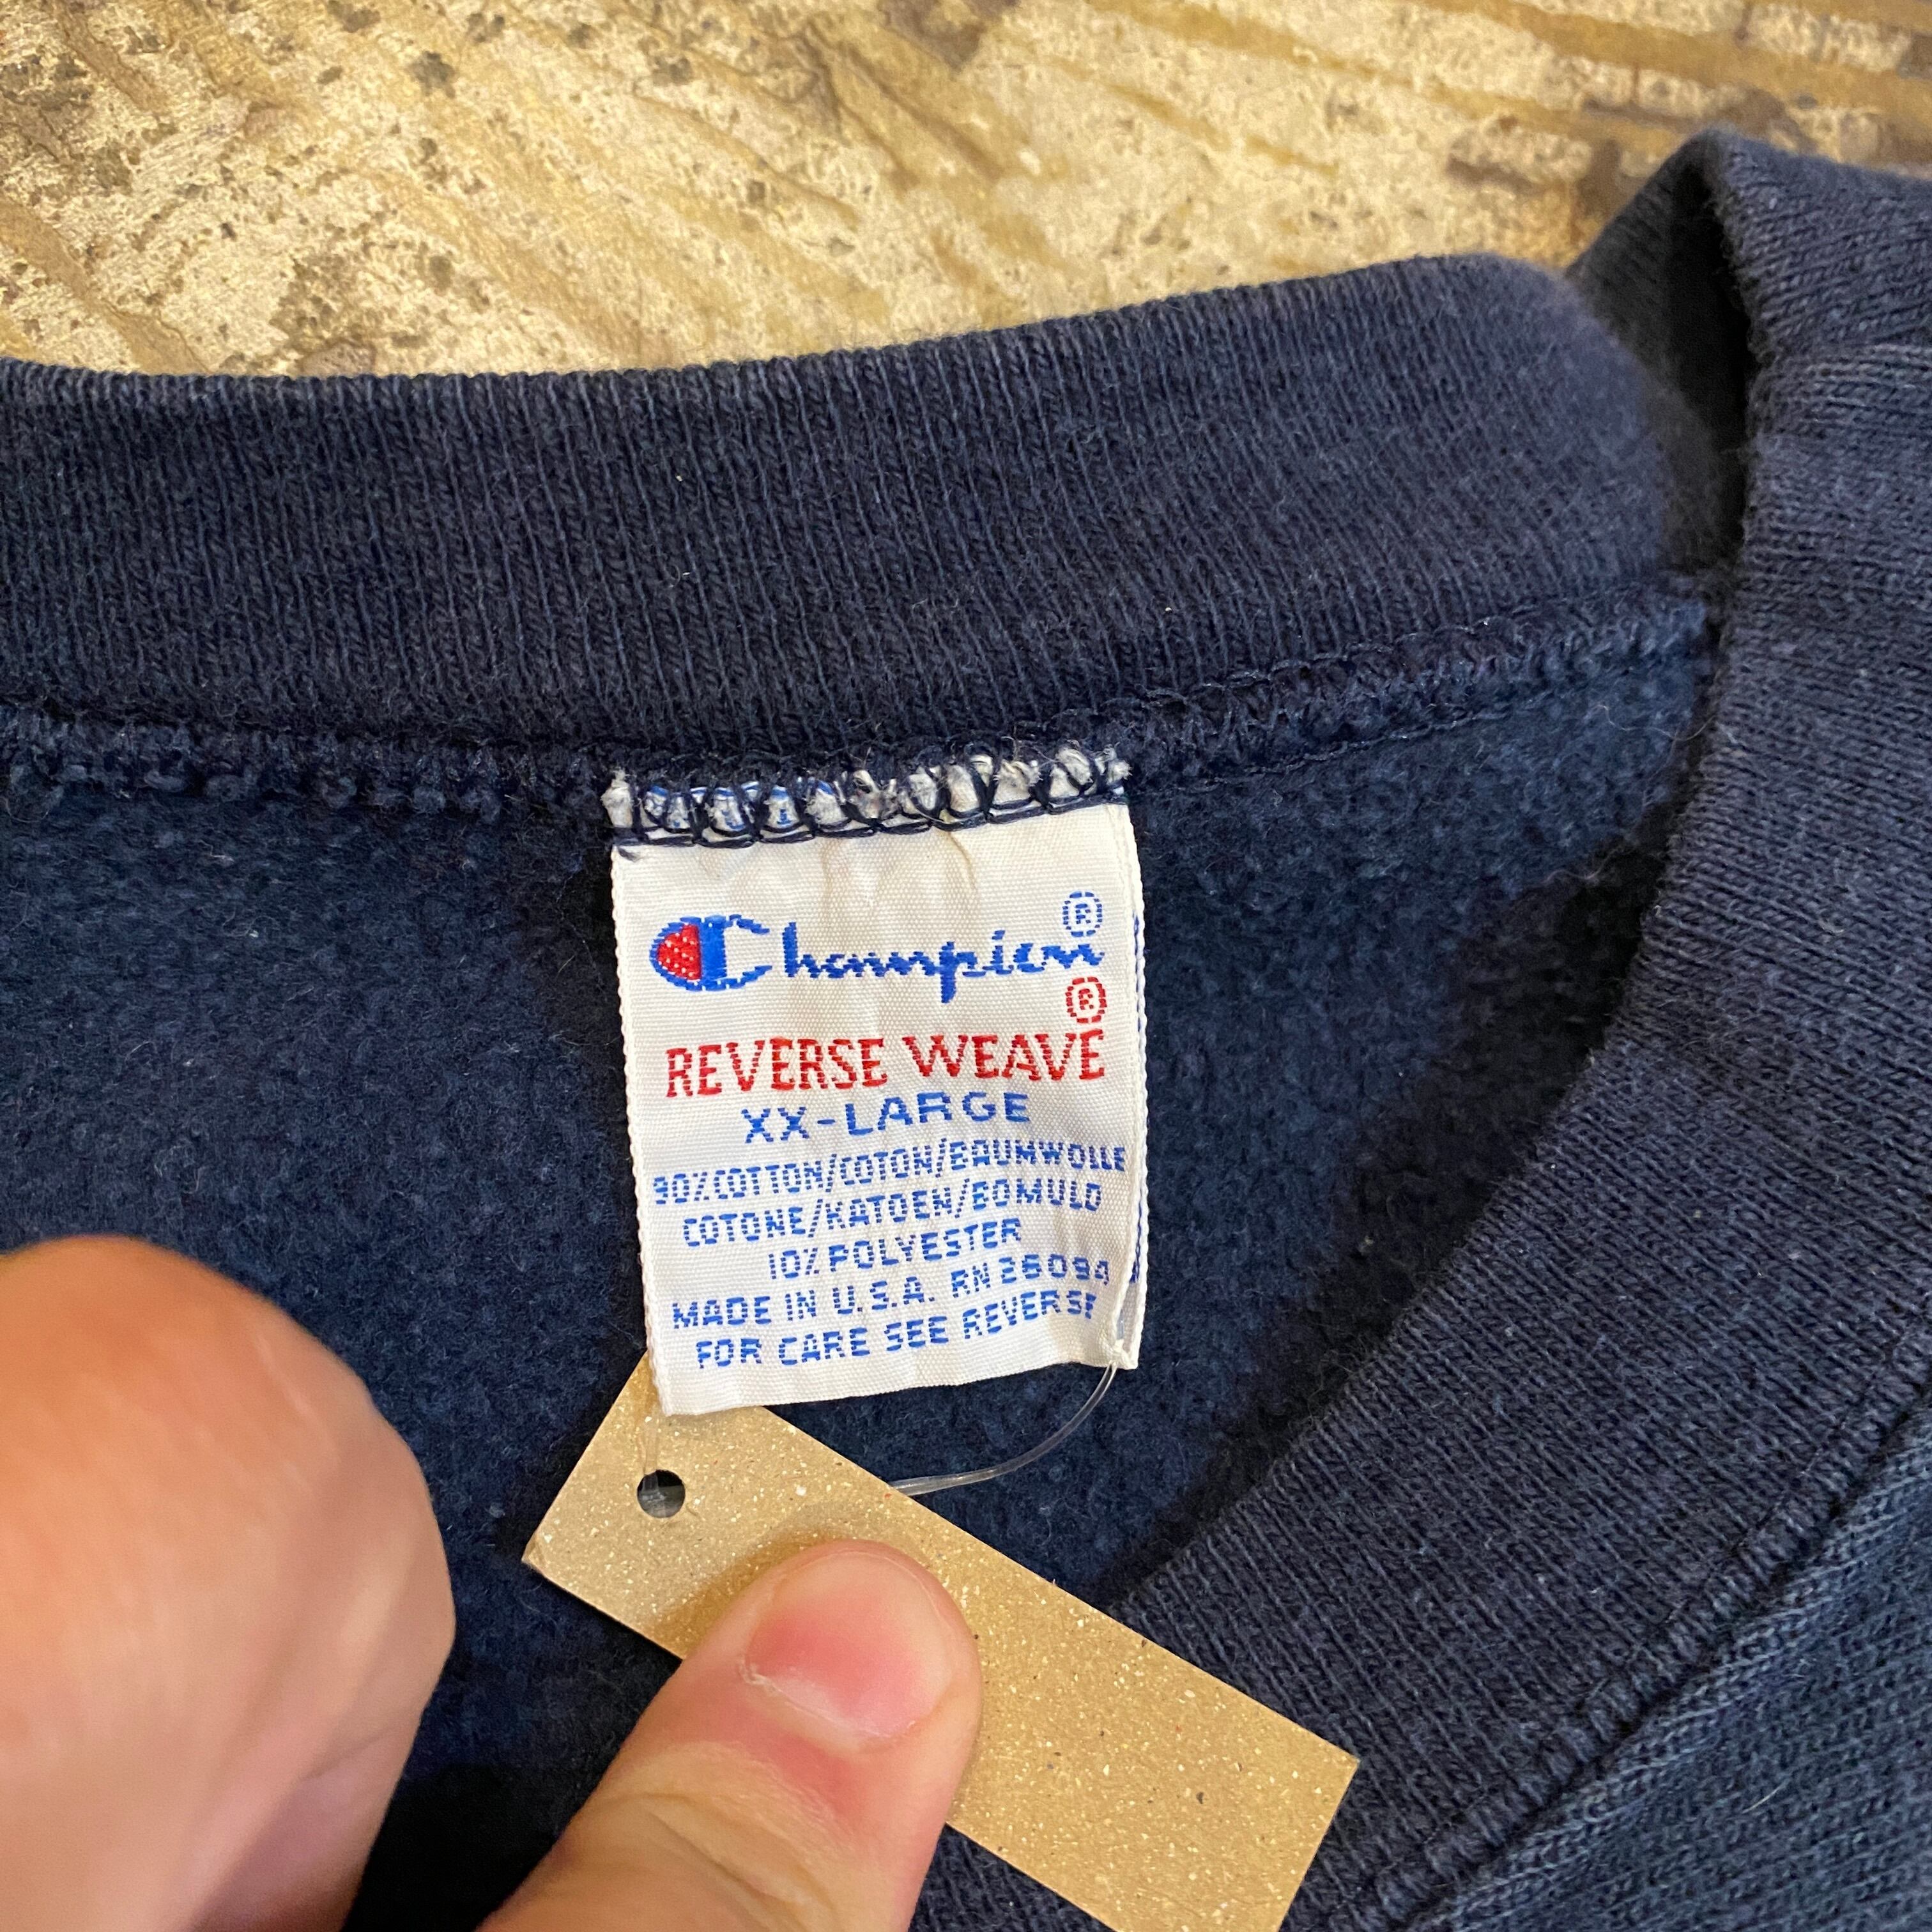 Champion®
®
REVERSE WEAVE
XX-LARGE
90% COTTON/COTON/BAUMWOLLE
COTONE/KATOEN/BOMULD
10% POLYESTER
MADE IN U.S.A. RN 26094
FOR CARE SEE REVERSE